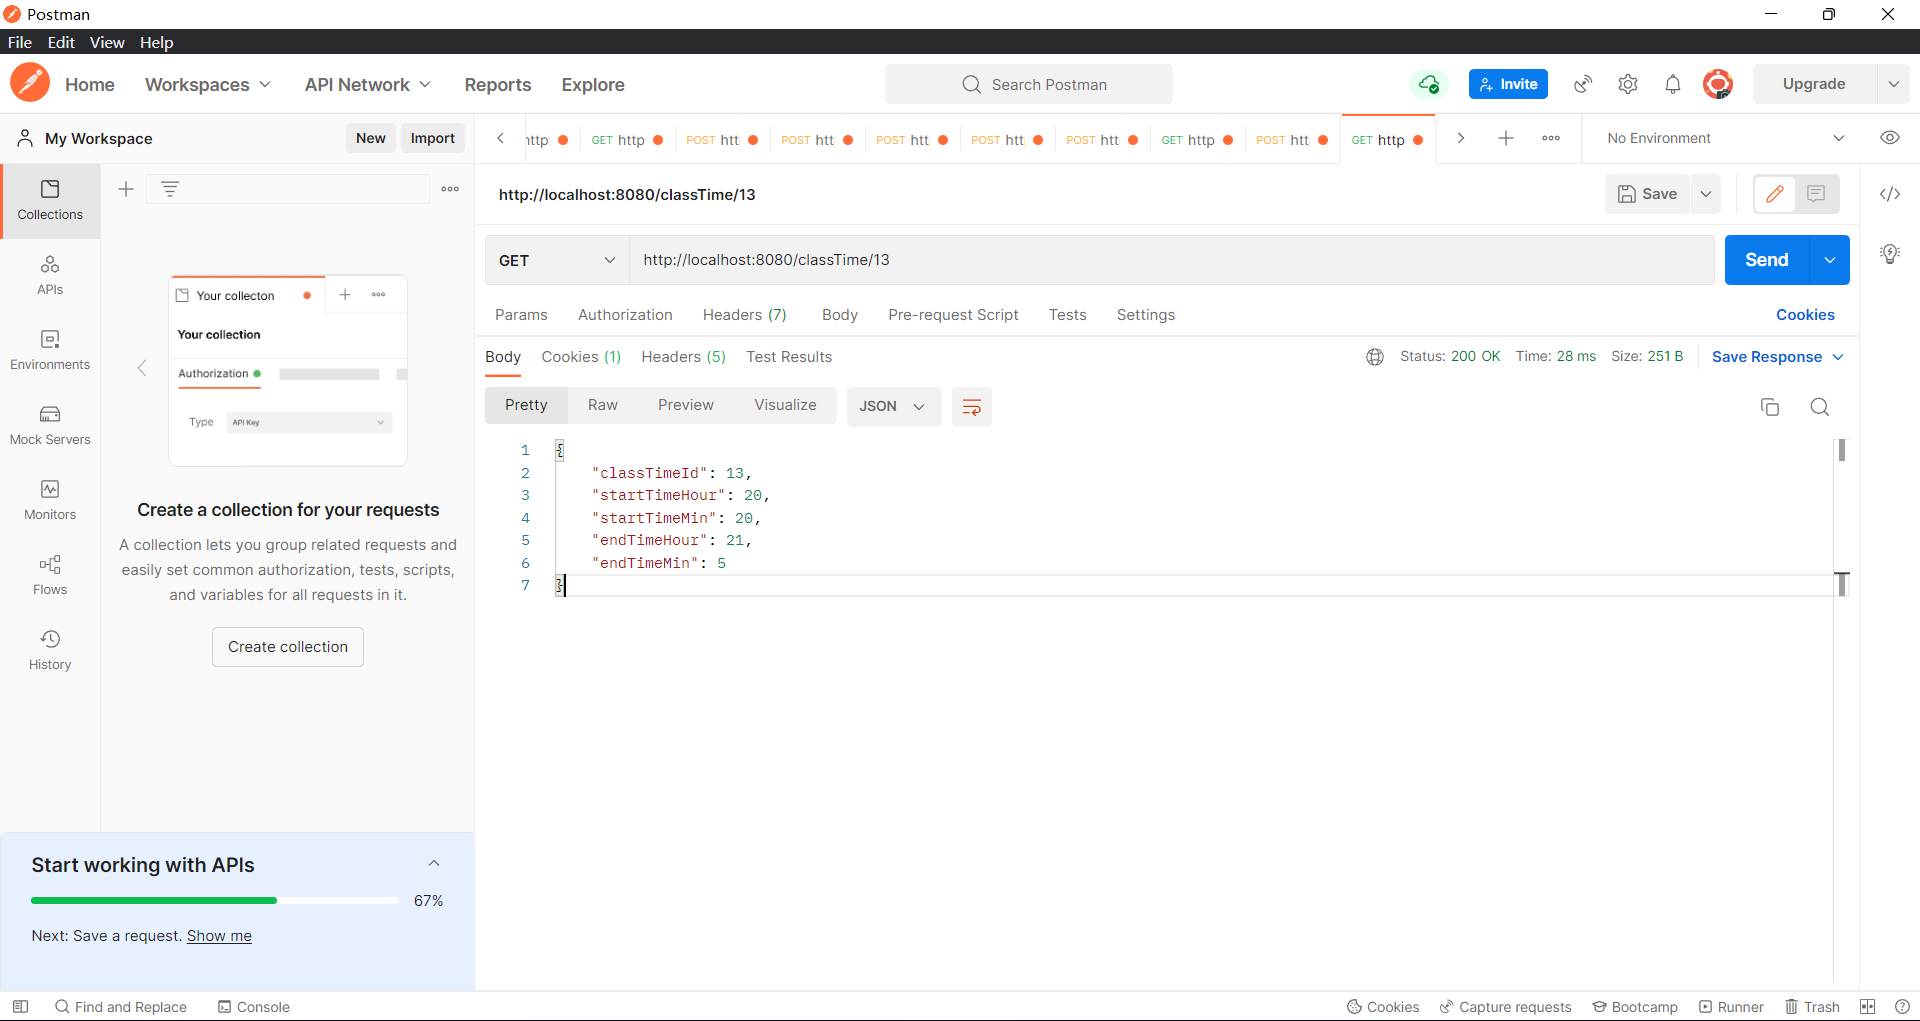 Postman
File Edit View Help
Home Workspaces API Network Reports Explore
Search Postman
Invite
Upgrade
My Workspace
New Import
GET http
POST htt
POST htt
POST htt
POST htt
POST htt
GET http
POST htt
GET http
No Environment
Collections
APIs
Environments
Mock Servers
Monitors
Flows
History
Your collecton
Your collection
Authorization
Type API Key
Create a collection for your requests
A collection lets you group related requests and
easily set common authorization, tests, scripts,
and variables for all requests in it.
Create collection
Start working with APIs
67%
Next: Save a request. Show me
http://localhost:8080/classTime/13
Save
GET http://localhost:8080/classTime/13
Send
Params Authorization Headers (7) Body Pre-request Script Tests Settings
Cookies
Body Cookies (1) Headers (5) Test Results
Status: 200 OK Time: 28 ms Size: 251 B
Save Response
Pretty Raw Preview Visualize JSON
1 {
2 "classTimeId": 13,
3 "startTimeHour": 20,
4 "startTimeMin": 20,
5 "endTimeHour": 21,
6 "endTimeMin": 5
7 }
Find and Replace Console
Cookies Capture requests Bootcamp Runner Trash